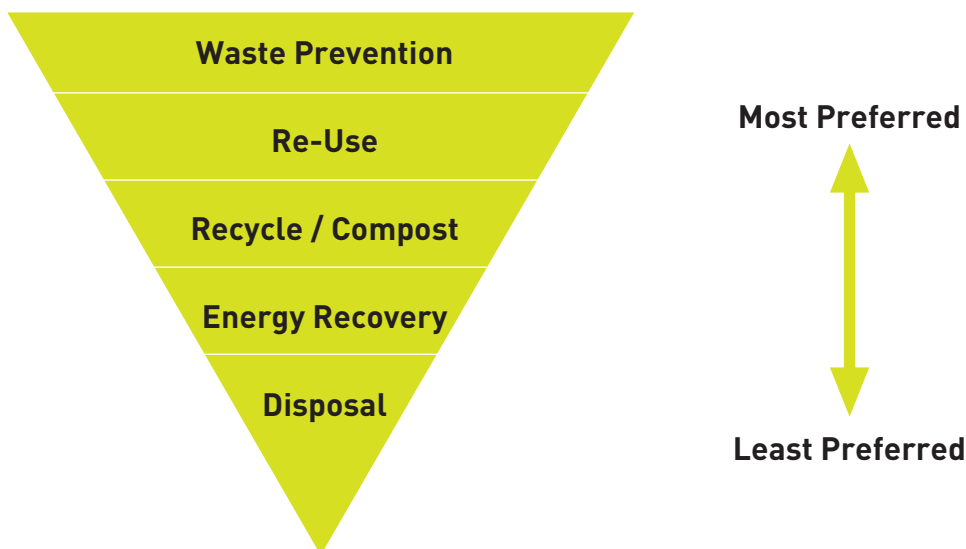 Waste Prevention
Re-Use
Recycle / Compost
Energy Recovery
Disposal
Most Preferred
Least Preferred